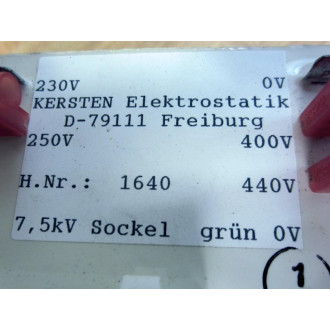 230V 0V
KERSTEN Elektrostatik
D-79111 Freiburg
250V 400V
H.Nr.: 1640 440V
7,5kV Sockel grün 0V
1